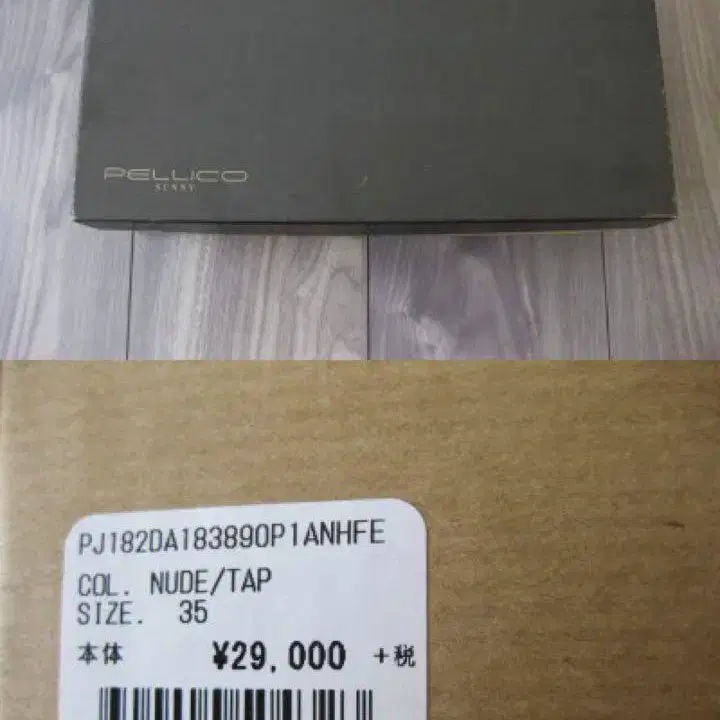 PELLICO
SUNNY
PJ182DA183890P1ANHFE
COL. NUDE/TAP
SIZE. 35
本体 ¥29,000 +税